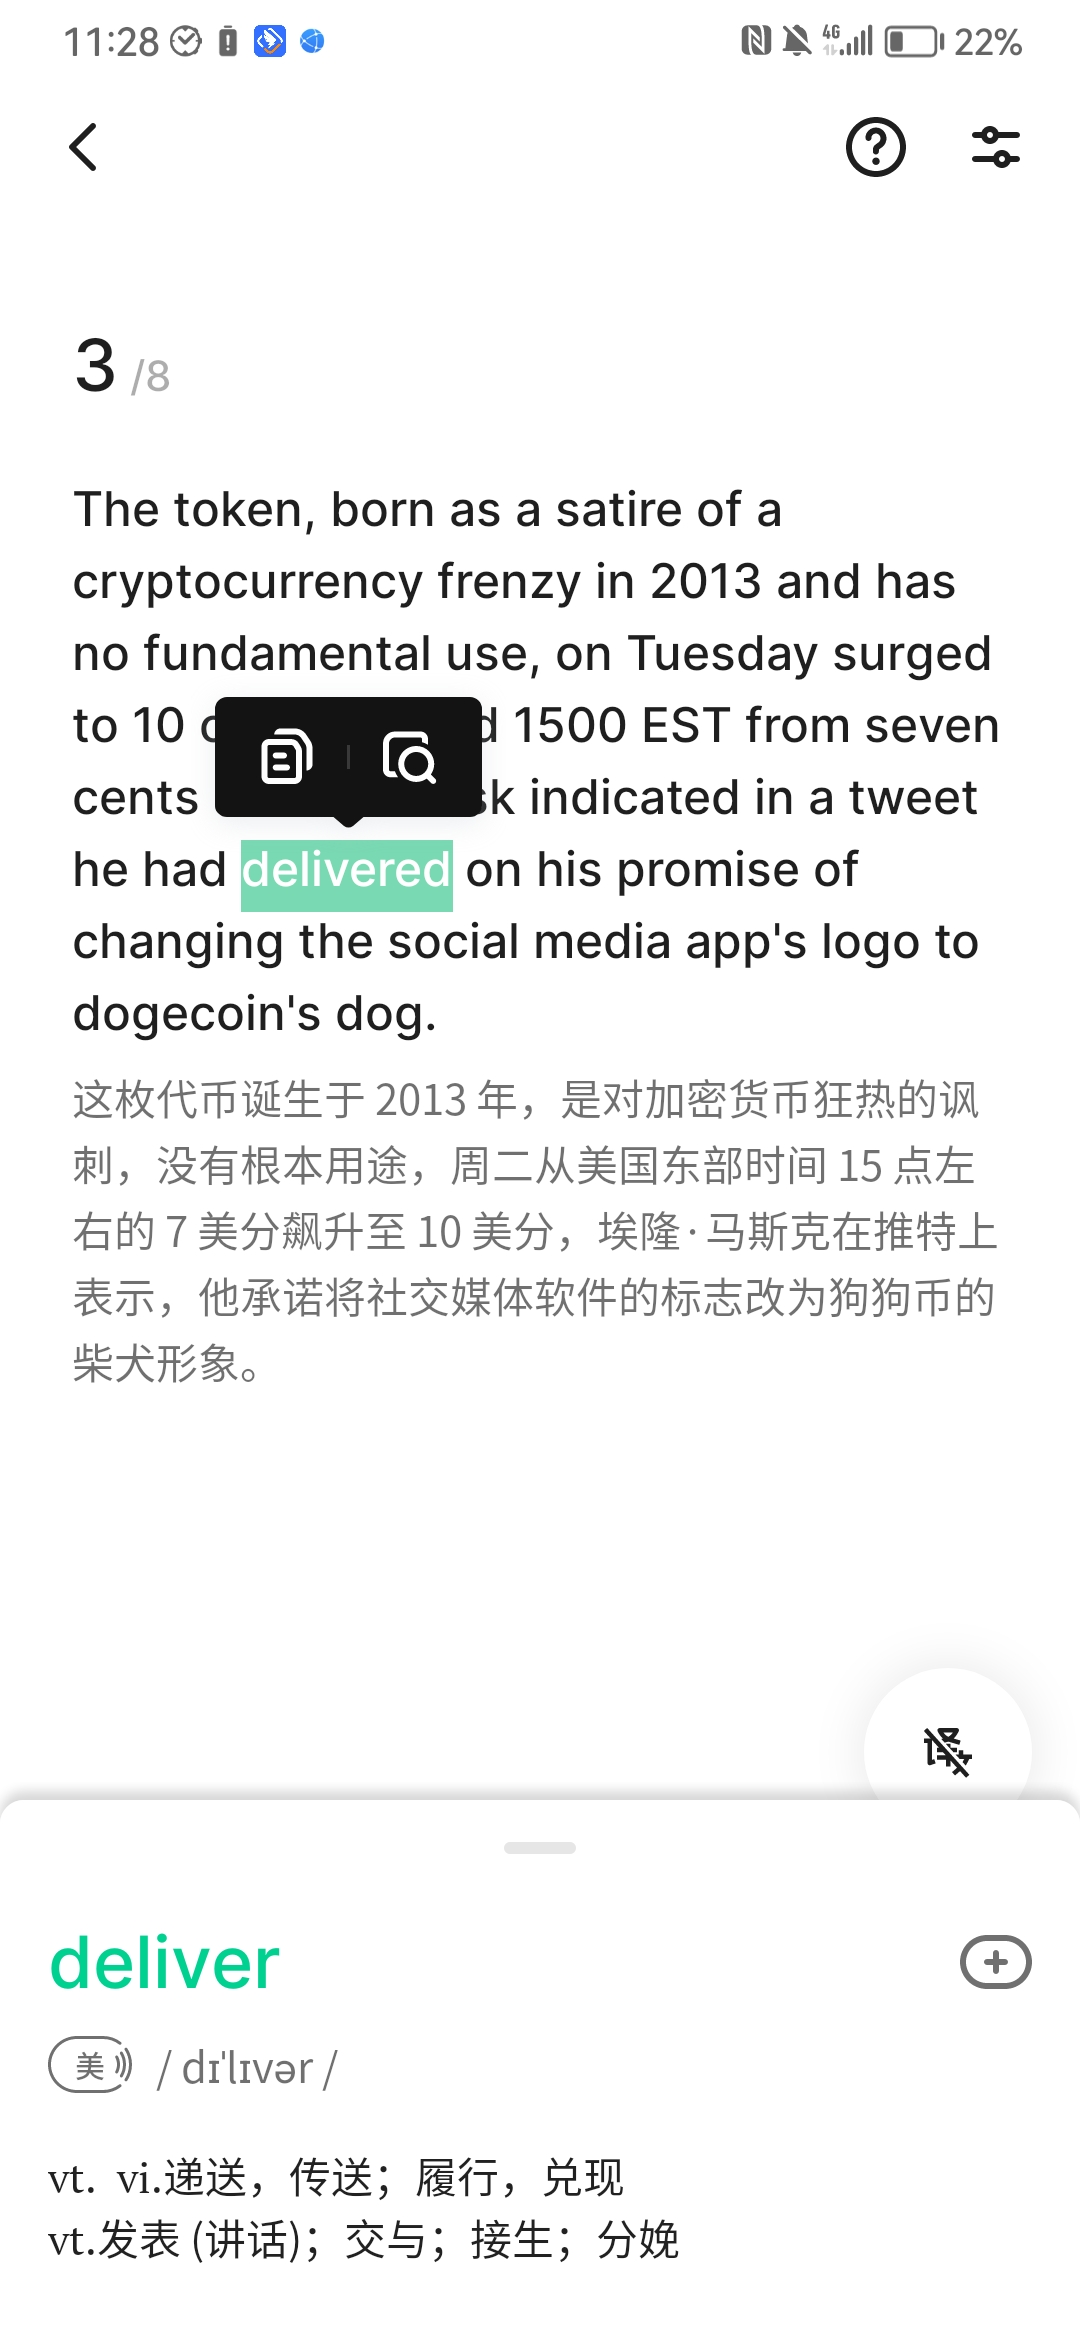 11:28
4G
22%
3 /8
The token, born as a satire of a
cryptocurrency frenzy in 2013 and has
no fundamental use, on Tuesday surged
to 10 1500 EST from seven
cents indicated in a tweet
he had delivered on his promise of
changing the social media app's logo to
dogecoin's dog.
这枚代币诞生于 2013 年，是对加密货币狂热的讽
刺，没有根本用途，周二从美国东部时间 15 点左
右的 7 美分飙升至 10 美分，埃隆·马斯克在推特上
表示，他承诺将社交媒体软件的标志改为狗狗币的
柴犬形象。
译
deliver
美 / dɪˈlɪvər /
vt. vi.递送，传送；履行，兑现
vt.发表 (讲话)；交与；接生；分娩